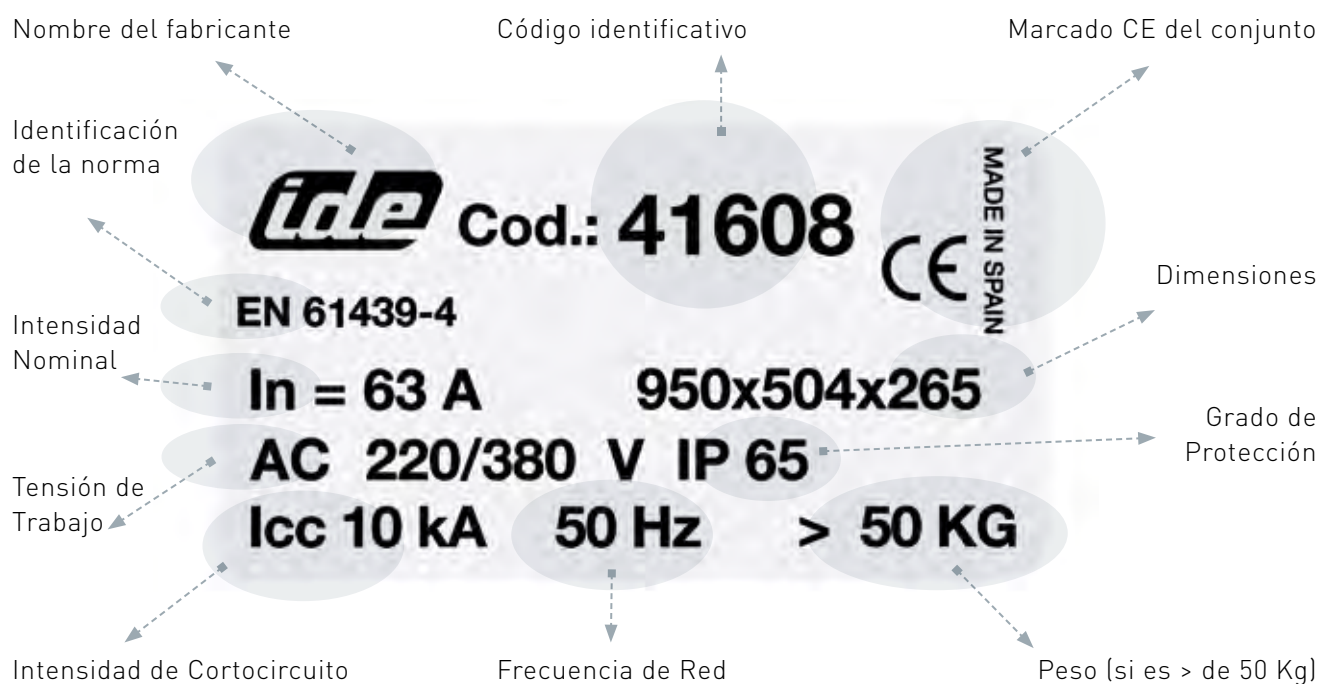 Nombre del fabricante
Código identificativo
Marcado CE del conjunto
Identificación
de la norma
ide Cod.: 41608
CE
MADE IN SPAIN
EN 61439-4
Dimensiones
Intensidad
Nominal
In = 63 A 950x504x265
Grado de
Protección
AC 220/380 V IP 65
Tensión de
Trabajo
Icc 10 kA 50 Hz > 50 KG
Intensidad de Cortocircuito
Frecuencia de Red
Peso (si es > de 50 Kg)